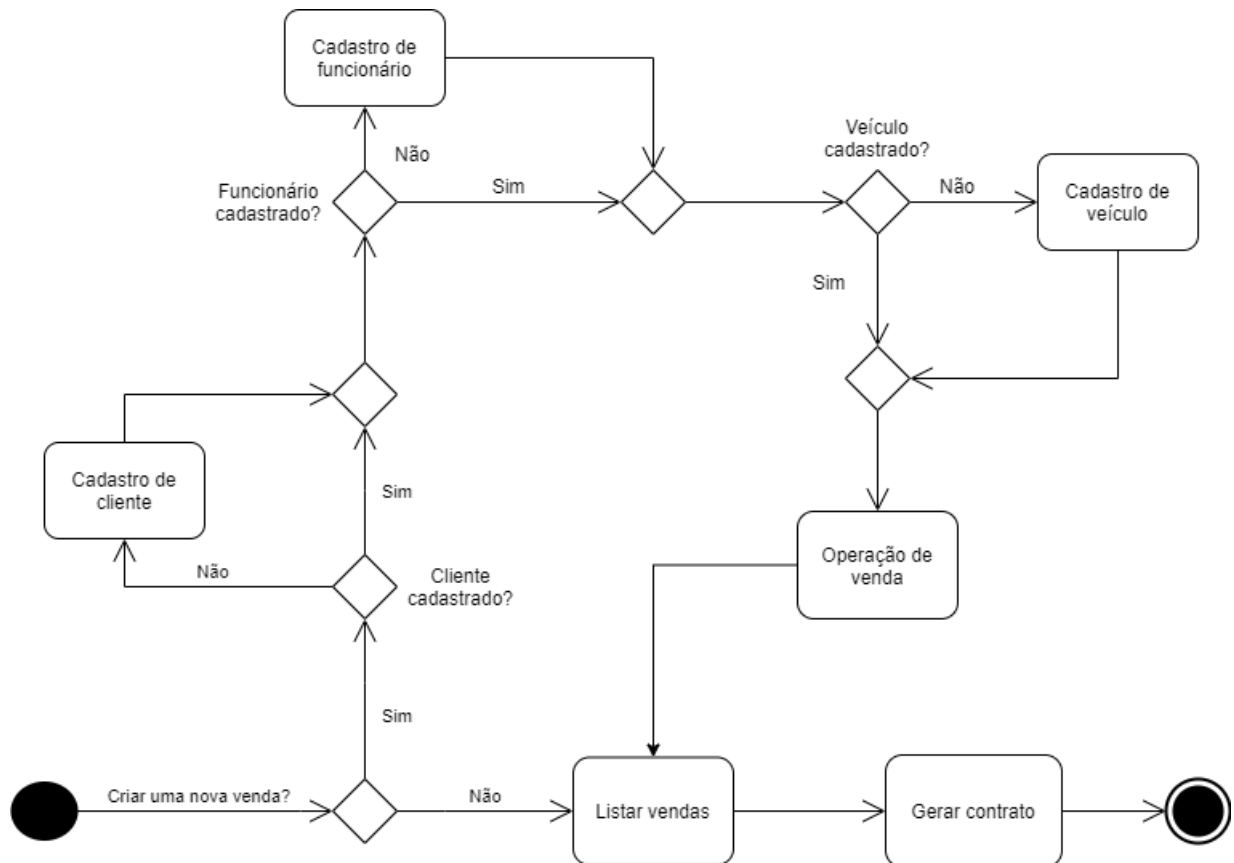 Cadastro de
funcionário
Não
Funcionário
cadastrado?
Sim
Veículo
cadastrado?
Não
Cadastro de
veículo
Sim
Cadastro de
cliente
Sim
Não
Cliente
cadastrado?
Operação de
venda
Sim
Criar uma nova venda?
Não
Listar vendas
Gerar contrato